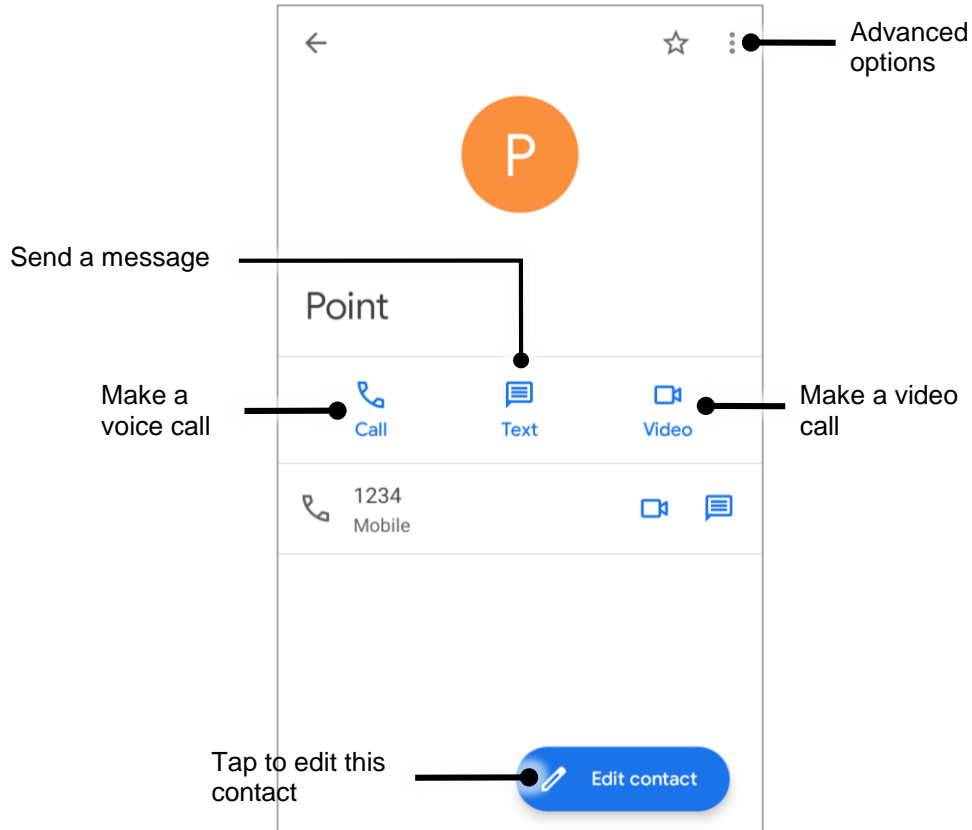 Advanced
options
P
Send a message
Point
Make a
voice call
Call
Text
Video
Make a video
call
1234
Mobile
Tap to edit this
contact
Edit contact